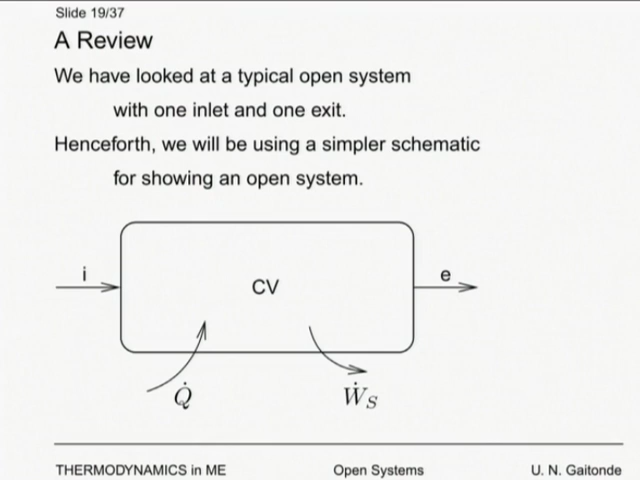 Slide 19/37
A Review
We have looked at a typical open system
with one inlet and one exit.
Henceforth, we will be using a simpler schematic
for showing an open system.
i
CV
e
Q̇
Ẇ_S
THERMODYNAMICS in ME Open Systems U. N. Gaitonde